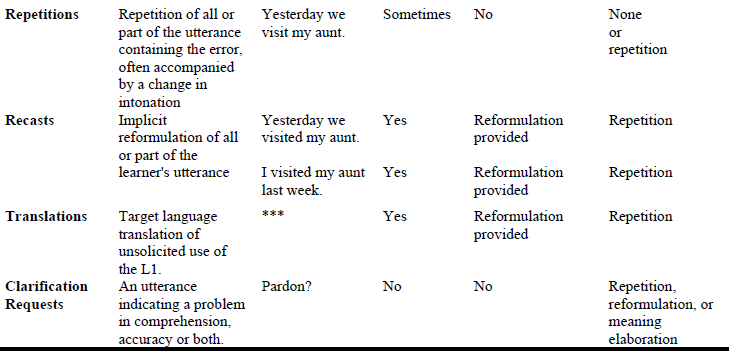 Repetitions Repetition of all or Yesterday we Sometimes No None
part of the utterance visit my aunt. or
containing the error, repetition
often accompanied
by a change in
intonation
Recasts Implicit Yesterday we Yes Reformulation Repetition
reformulation of all visited my aunt. provided
or part of the
learner's utterance I visited my aunt Yes Reformulation Repetition
last week. provided
Translations Target language *** Yes Reformulation Repetition
translation of provided
unsolicited use of
the L1.
Clarification An utterance Pardon? No No Repetition,
Requests indicating a problem reformulation, or
in comprehension, meaning
accuracy or both. elaboration